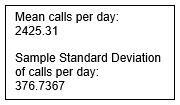 Mean calls per day:
2425.31
Sample Standard Deviation
of calls per day:
376.7367